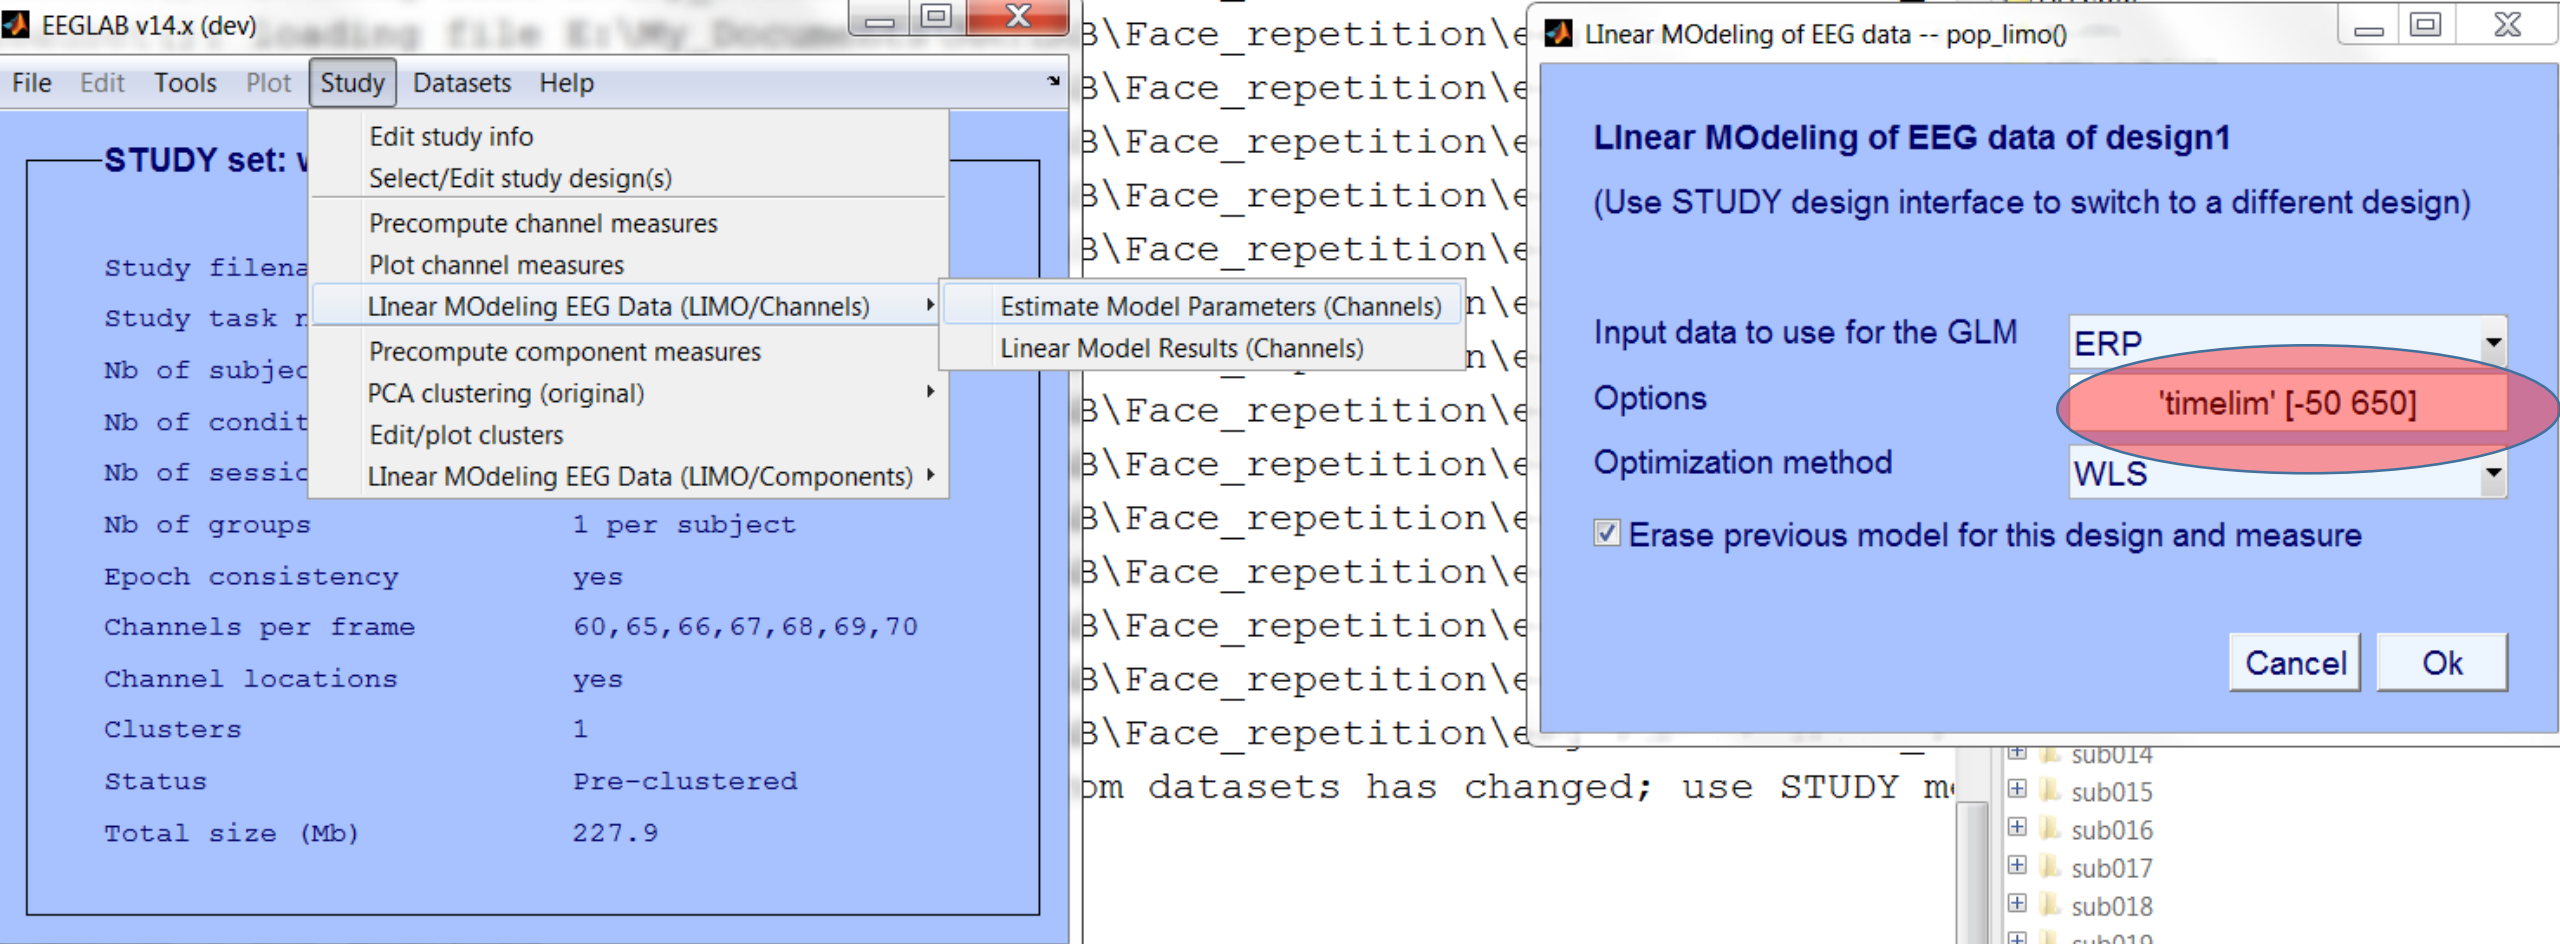 EEGLAB v14.x (dev)
File Edit Tools Plot Study Datasets Help
Edit study info
Select/Edit study design(s)
Precompute channel measures
Plot channel measures
LInear MOdeling EEG Data (LIMO/Channels)
Precompute component measures
PCA clustering (original)
Edit/plot clusters
LInear MOdeling EEG Data (LIMO/Components)
Estimate Model Parameters (Channels)
Linear Model Results (Channels)
STUDY set:
Study filena
Study task
Nb of subjec
Nb of condit
Nb of sessio
Nb of groups 1 per subject
Epoch consistency yes
Channels per frame 60,65,66,67,68,69,70
Channel locations yes
Clusters 1
Status Pre-clustered
Total size (Mb) 227.9
loading file E:\My_Documen
\Face_repetition\e
\Face_repetition\e
\Face_repetition\e
\Face_repetition\e
\Face_repetition\e
n\e
n\e
\Face_repetition\e
\Face_repetition\e
\Face_repetition\e
\Face_repetition\e
\Face_repetition\e
\Face_repetition\e
\Face_repetition\e
om datasets has changed; use STUDY m
LInear MOdeling of EEG data -- pop_limo()
LInear MOdeling of EEG data of design1
(Use STUDY design interface to switch to a different design)
Input data to use for the GLM ERP
Options 'timelim' [-50 650]
Optimization method WLS
Erase previous model for this design and measure
Cancel Ok
sub014
sub015
sub016
sub017
sub018
sub019